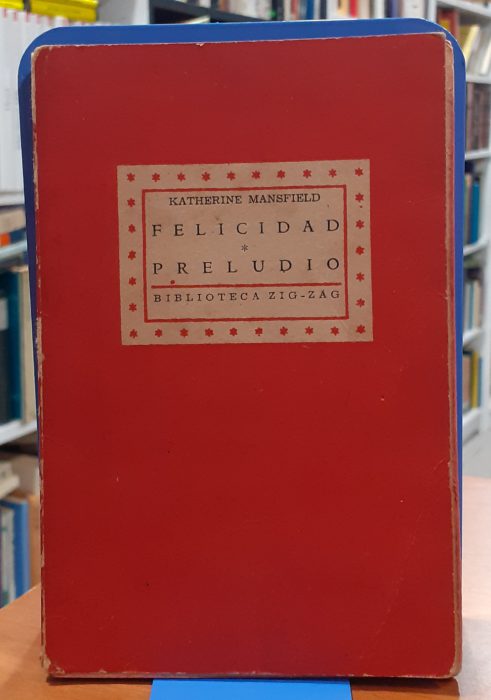 KATHERINE MANSFIELD
FELICIDAD
*
PRELUDIO
BIBLIOTECA ZIG-ZAG